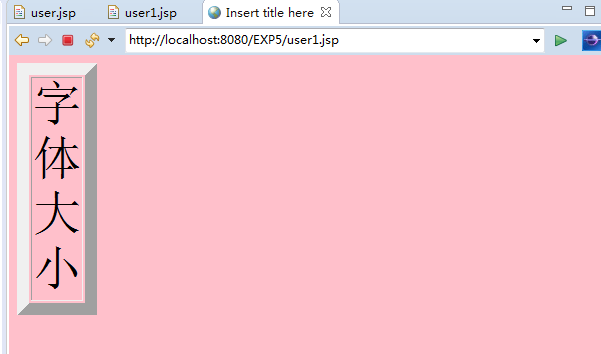 user.jsp
user1.jsp
Insert title here
http://localhost:8080/EXP5/user1.jsp
字
体
大
小